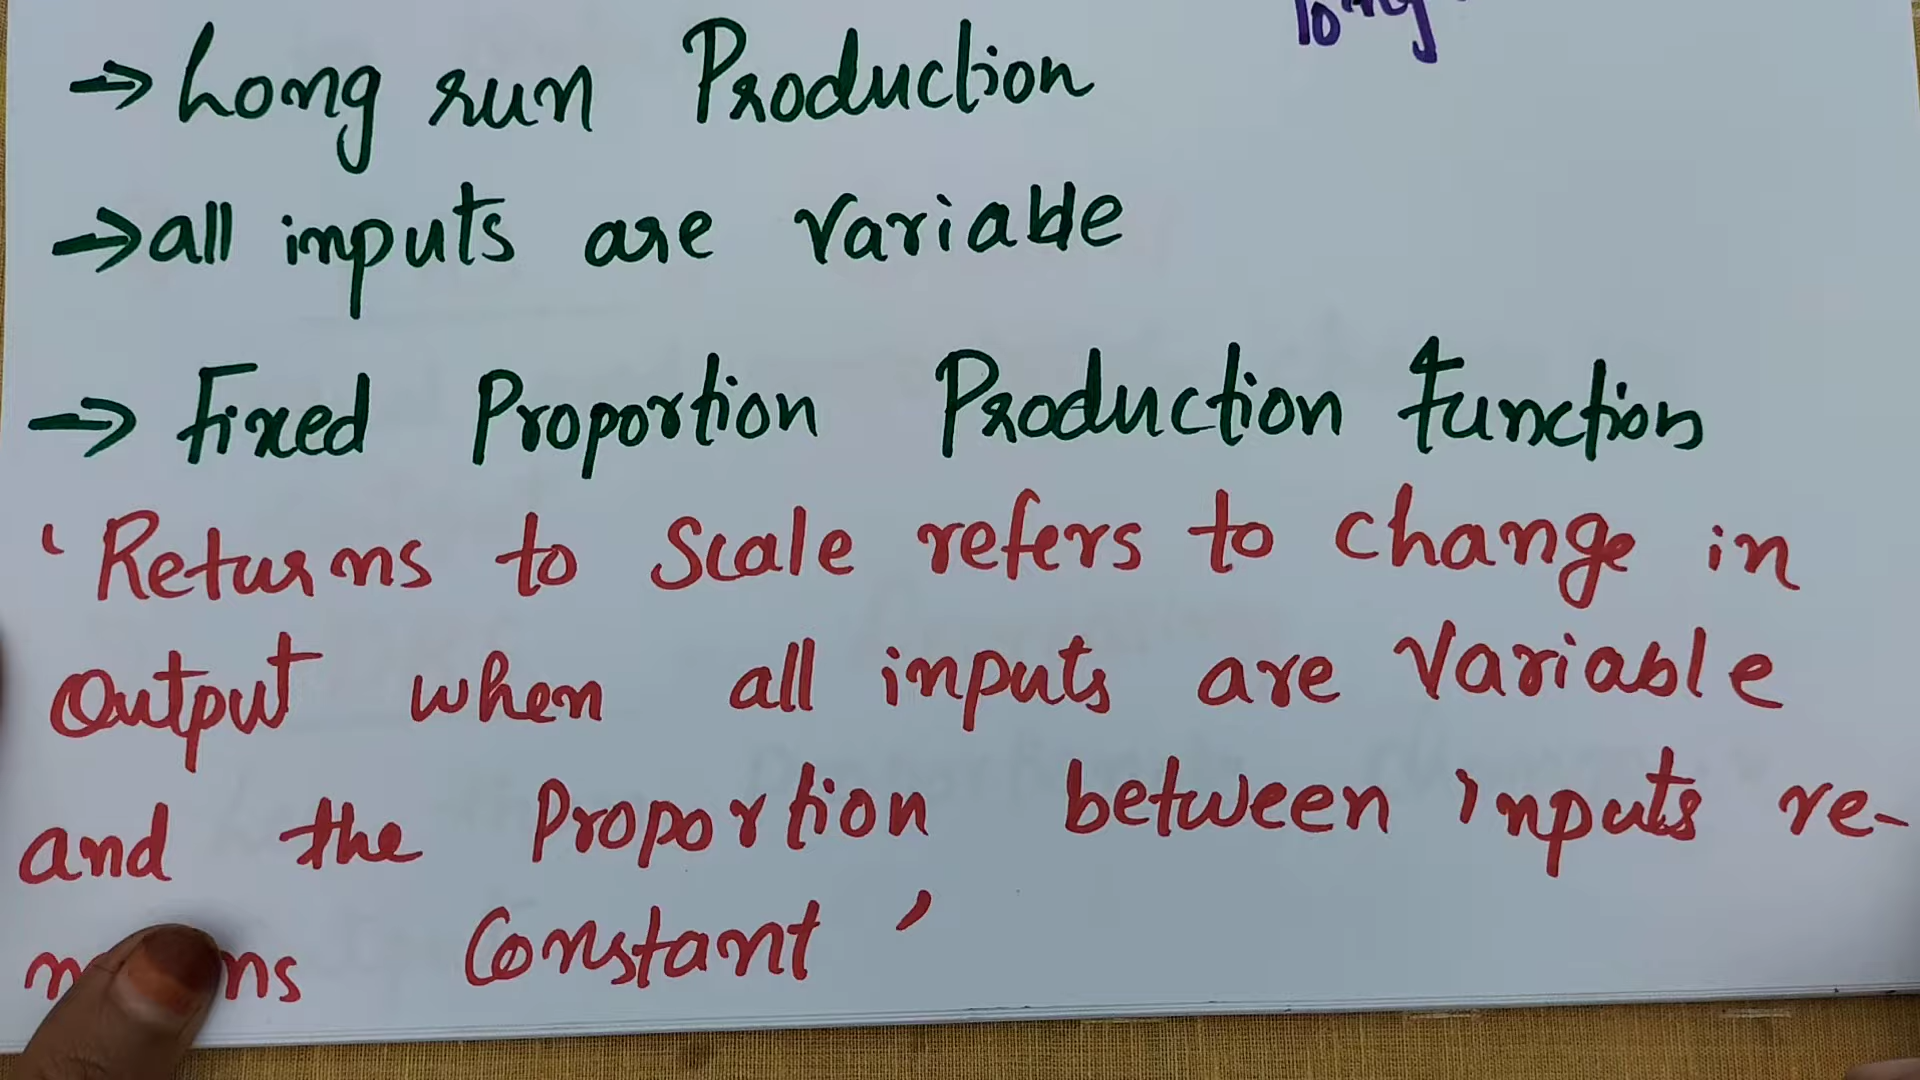 long
→ Long run Production
→ all inputs are variable
→ Fixed Proportion Production function
'Returns to Scale refers to change in
Output when all inputs are Variable
and the Proportion between inputs re-
Constant'